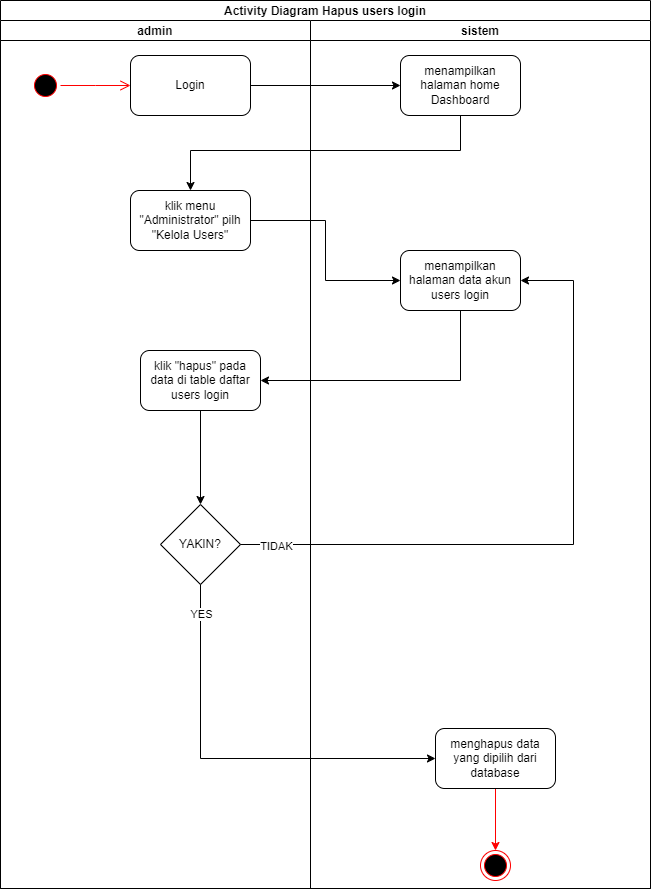 Activity Diagram Hapus users login
admin
sistem
Login
menampilkan
halaman home
Dashboard
klik menu
"Administrator" pilh
"Kelola Users"
menampilkan
halaman data akun
users login
klik "hapus" pada
data di table daftar
users login
YAKIN?
TIDAK
YES
menghapus data
yang dipilih dari
database